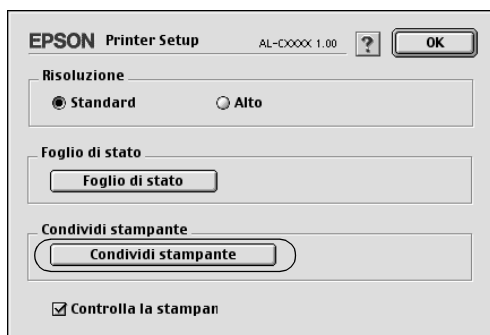 EPSON Printer Setup AL-CXXXX 1.00 ? OK
Risoluzione
Standard Alto
Foglio di stato
Foglio di stato
Condividi stampante
Condividi stampante
Controlla la stampan